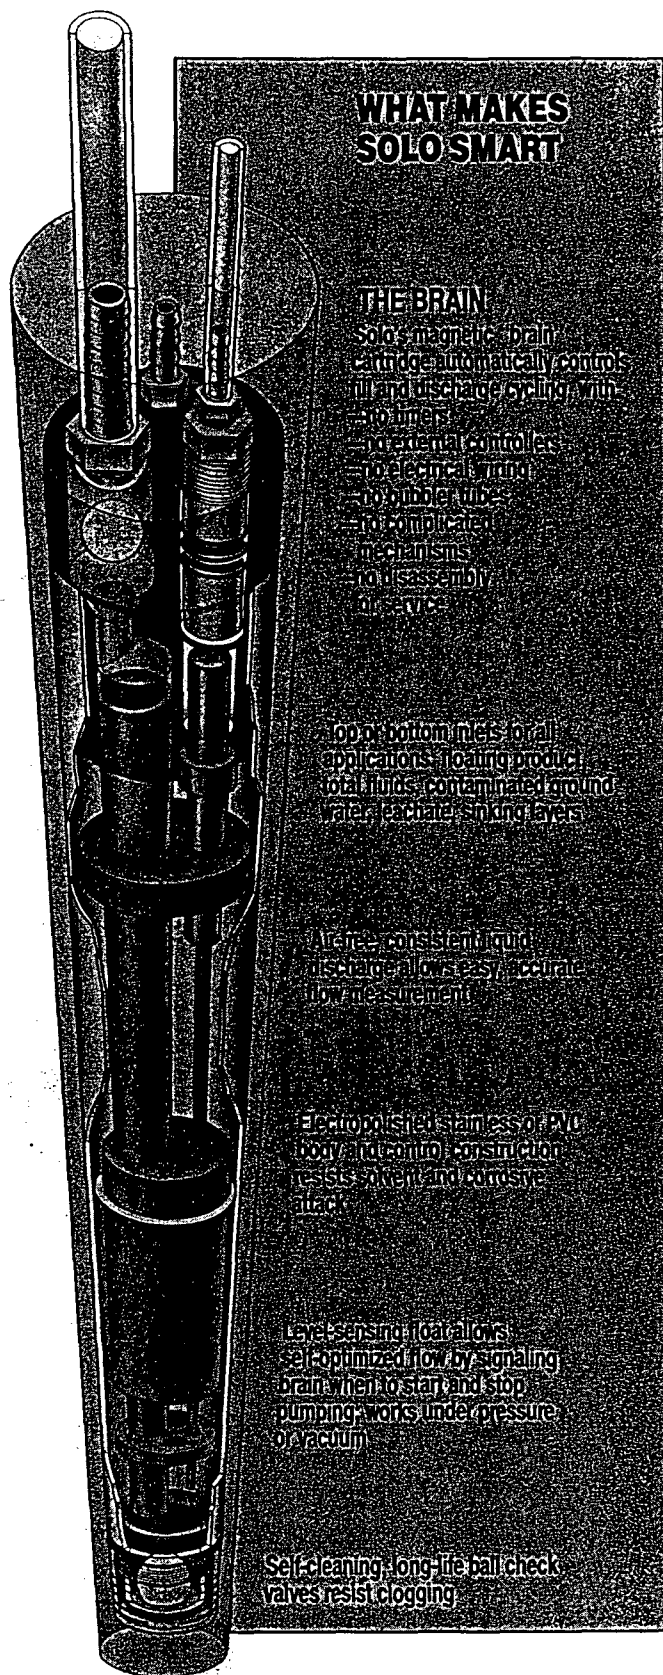 WHAT MAKES
SOLO SMART
THE BRAIN
Solo's magnetic brain
cartridge automatically controls
fill and discharge cycling, with
—no timers
—no external controllers
—no electrical wiring
—no bubbler tubes
—no complicated
mechanisms
—no disassembly
for service
Top or bottom inlets for all
applications: floating product,
total fluids, contaminated ground
water, leachate, sinking layers
Air-free, consistent liquid
discharge allows easy, accurate
flow measurement
Electropolished stainless or PVC
body and control construction
resists solvent and corrosive
attack
Level-sensing float allows
self-optimized flow by signaling
brain when to start and stop
pumping; works under pressure
or vacuum
Self-cleaning, long-life ball check
valves resist clogging